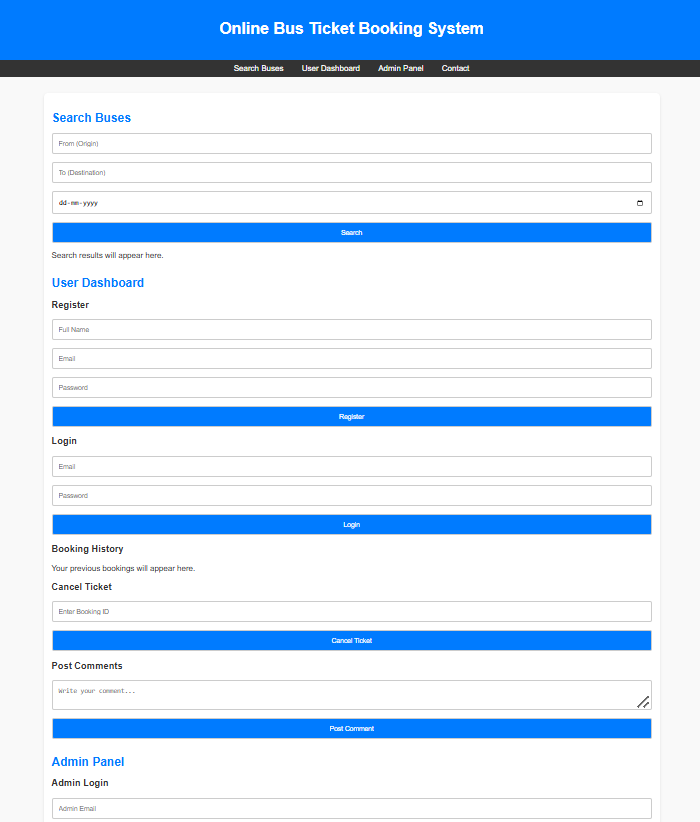 Online Bus Ticket Booking System
Search Buses User Dashboard Admin Panel Contact
Search Buses
From (Origin)
To (Destination)
dd-mm-yyyy
Search
Search results will appear here.
User Dashboard
Register
Full Name
Email
Password
Register
Login
Email
Password
Login
Booking History
Your previous bookings will appear here.
Cancel Ticket
Enter Booking ID
Cancel Ticket
Post Comments
Write your comment...
Post Comment
Admin Panel
Admin Login
Admin Email